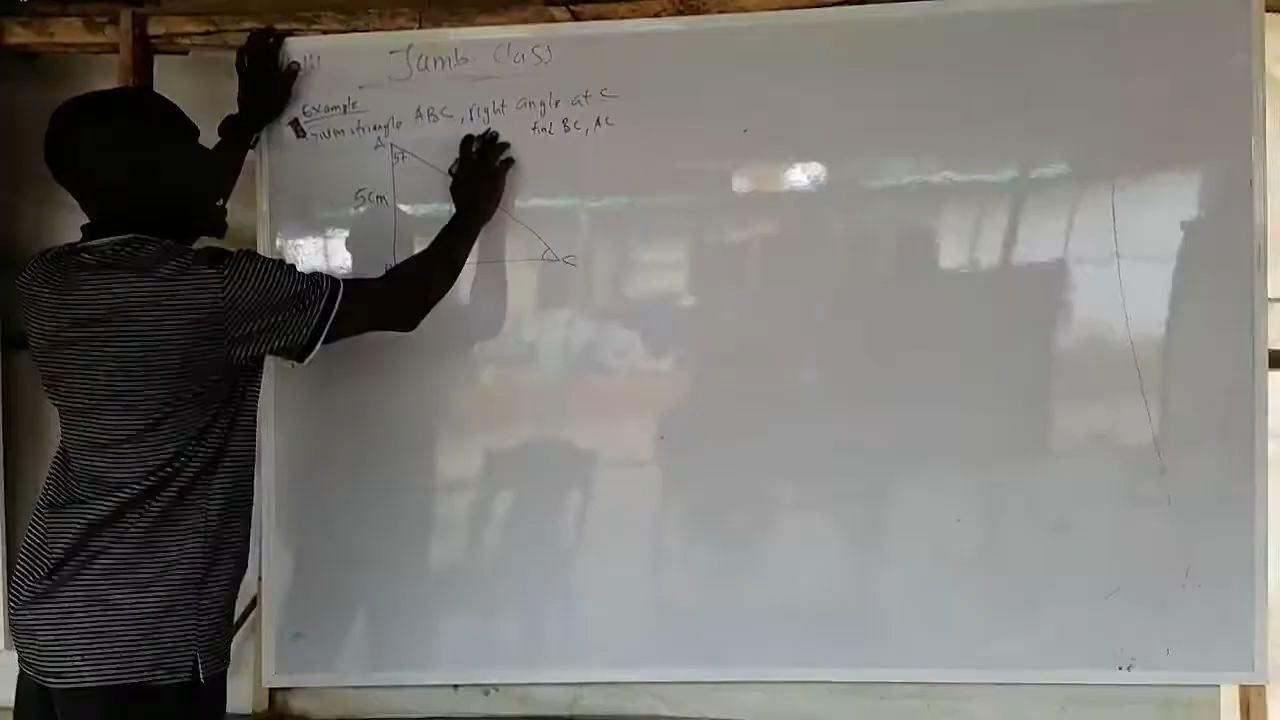 Jamb Class
Example
triangle ABC, right angle at C
find BC, AC
A
5cm
C